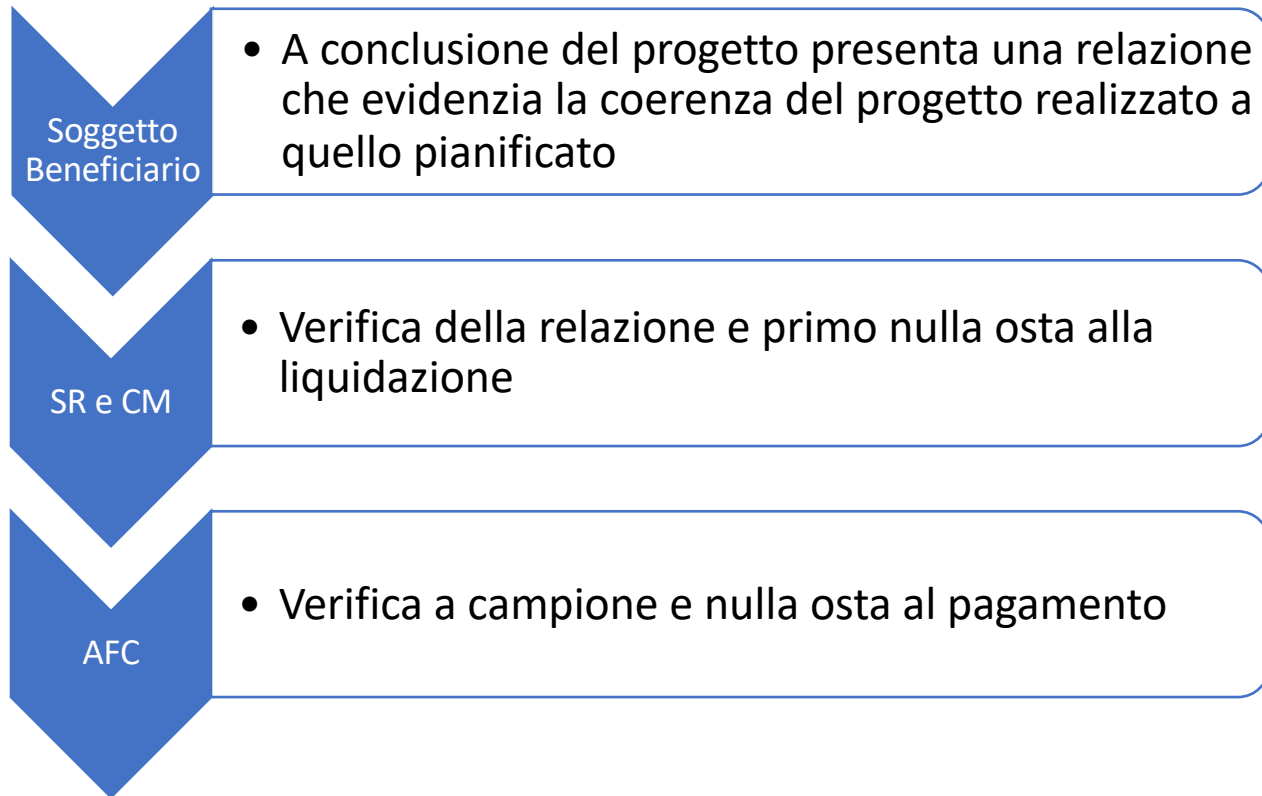 Soggetto
Beneficiario
• A conclusione del progetto presenta una relazione
che evidenzia la coerenza del progetto realizzato a
quello pianificato
SR e CM
• Verifica della relazione e primo nulla osta alla
liquidazione
AFC
• Verifica a campione e nulla osta al pagamento